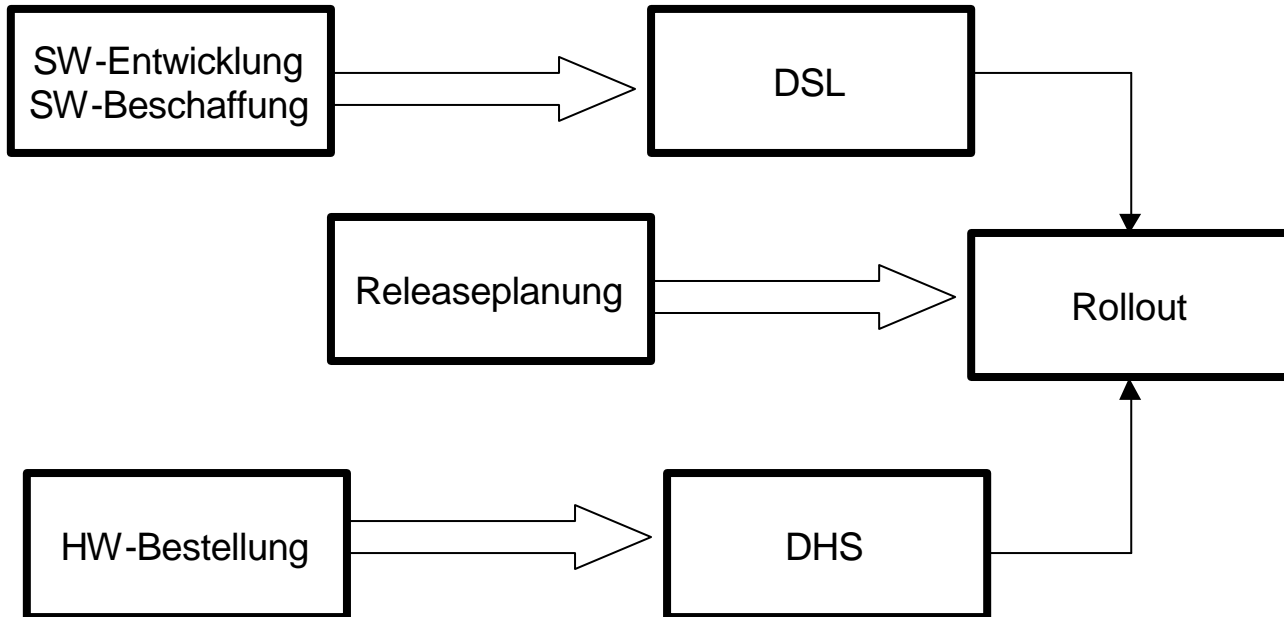 SW-Entwicklung
SW-Beschaffung
DSL
Releaseplanung
Rollout
HW-Bestellung
DHS